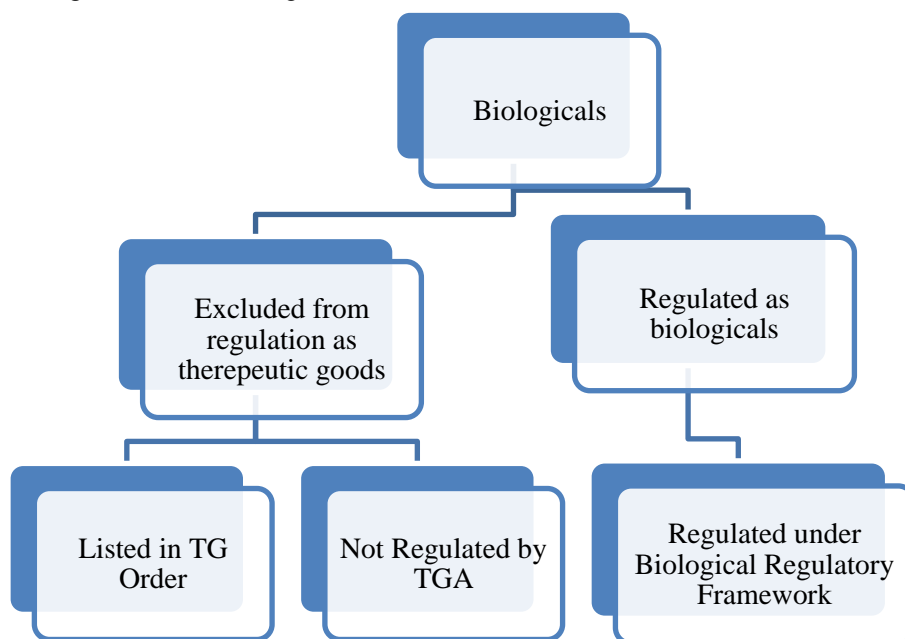 Biologicals
Excluded from
regulation as
therepeutic goods
Regulated as
biologicals
Listed in TG
Order
Not Regulated by
TGA
Regulated under
Biological Regulatory
Framework